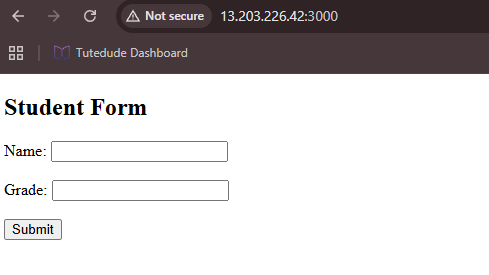 Not secure 13.203.226.42:3000
Tutedude Dashboard
Student Form
Name:
Grade:
Submit